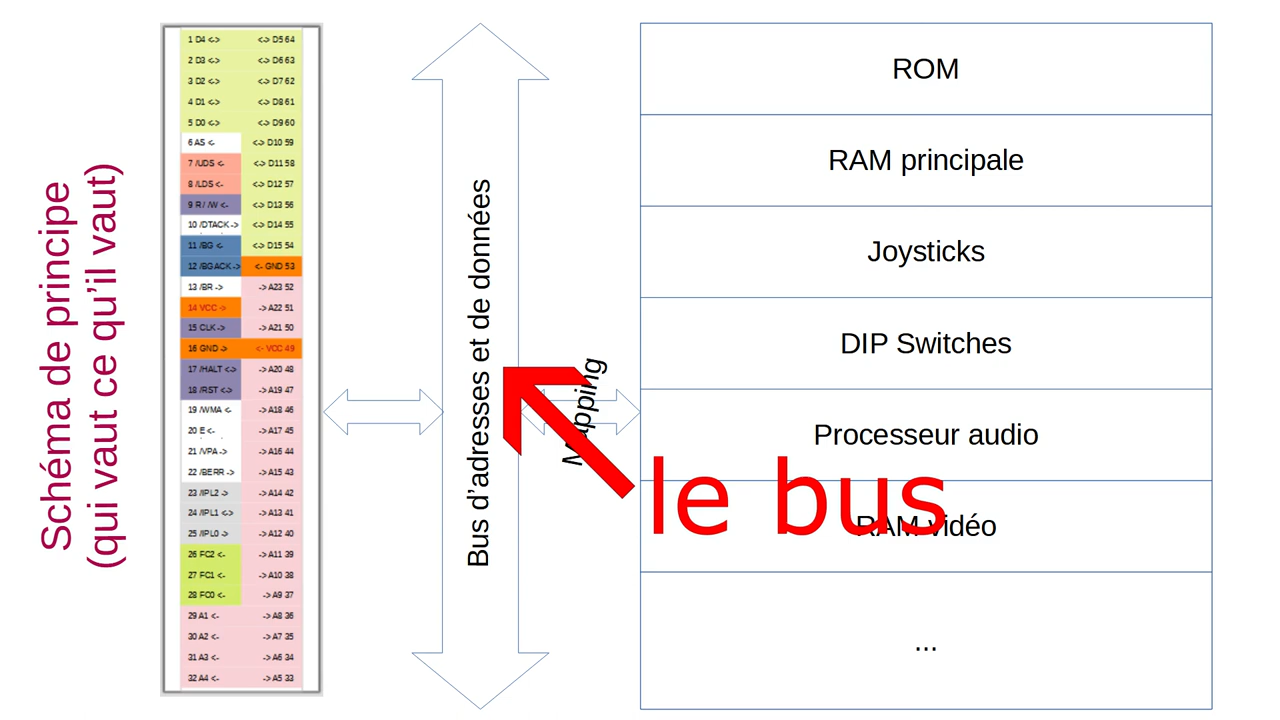 Schéma de principe
(qui vaut ce qu'il vaut)
1 D4 <-> <-> D5 64
2 D3 <-> <-> D6 63
3 D2 <-> <-> D7 62
4 D1 <-> <-> D8 61
5 D0 <-> <-> D9 60
6 AS <- <-> D10 59
7 /UDS <- <-> D11 58
8 /LDS <- <-> D12 57
9 R/ /W <- <-> D13 56
10 /DTACK -> <-> D14 55
11 /BG <- <-> D15 54
12 /BGACK -> <- GND 53
13 /BR -> -> A23 52
14 VCC -> -> A22 51
15 CLK -> -> A21 50
16 GND -> <- VCC 49
17 /HALT <-> -> A20 48
18 /RST <-> -> A19 47
19 /WMA <- -> A18 46
20 E <- -> A17 45
21 /VPA -> -> A16 44
22 /BERR -> -> A15 43
23 /IPL2 -> -> A14 42
24 /IPL1 <-> -> A13 41
25 /IPL0 -> -> A12 40
26 FC2 <- -> A11 39
27 FC1 <- -> A10 38
28 FC0 <- -> A9 37
29 A1 <- -> A8 36
30 A2 <- -> A7 35
31 A3 <- -> A6 34
32 A4 <- -> A5 33
Bus d'adresses et de données
Mapping
le bus
ROM
RAM principale
Joysticks
DIP Switches
Processeur audio
RAM vidéo
...